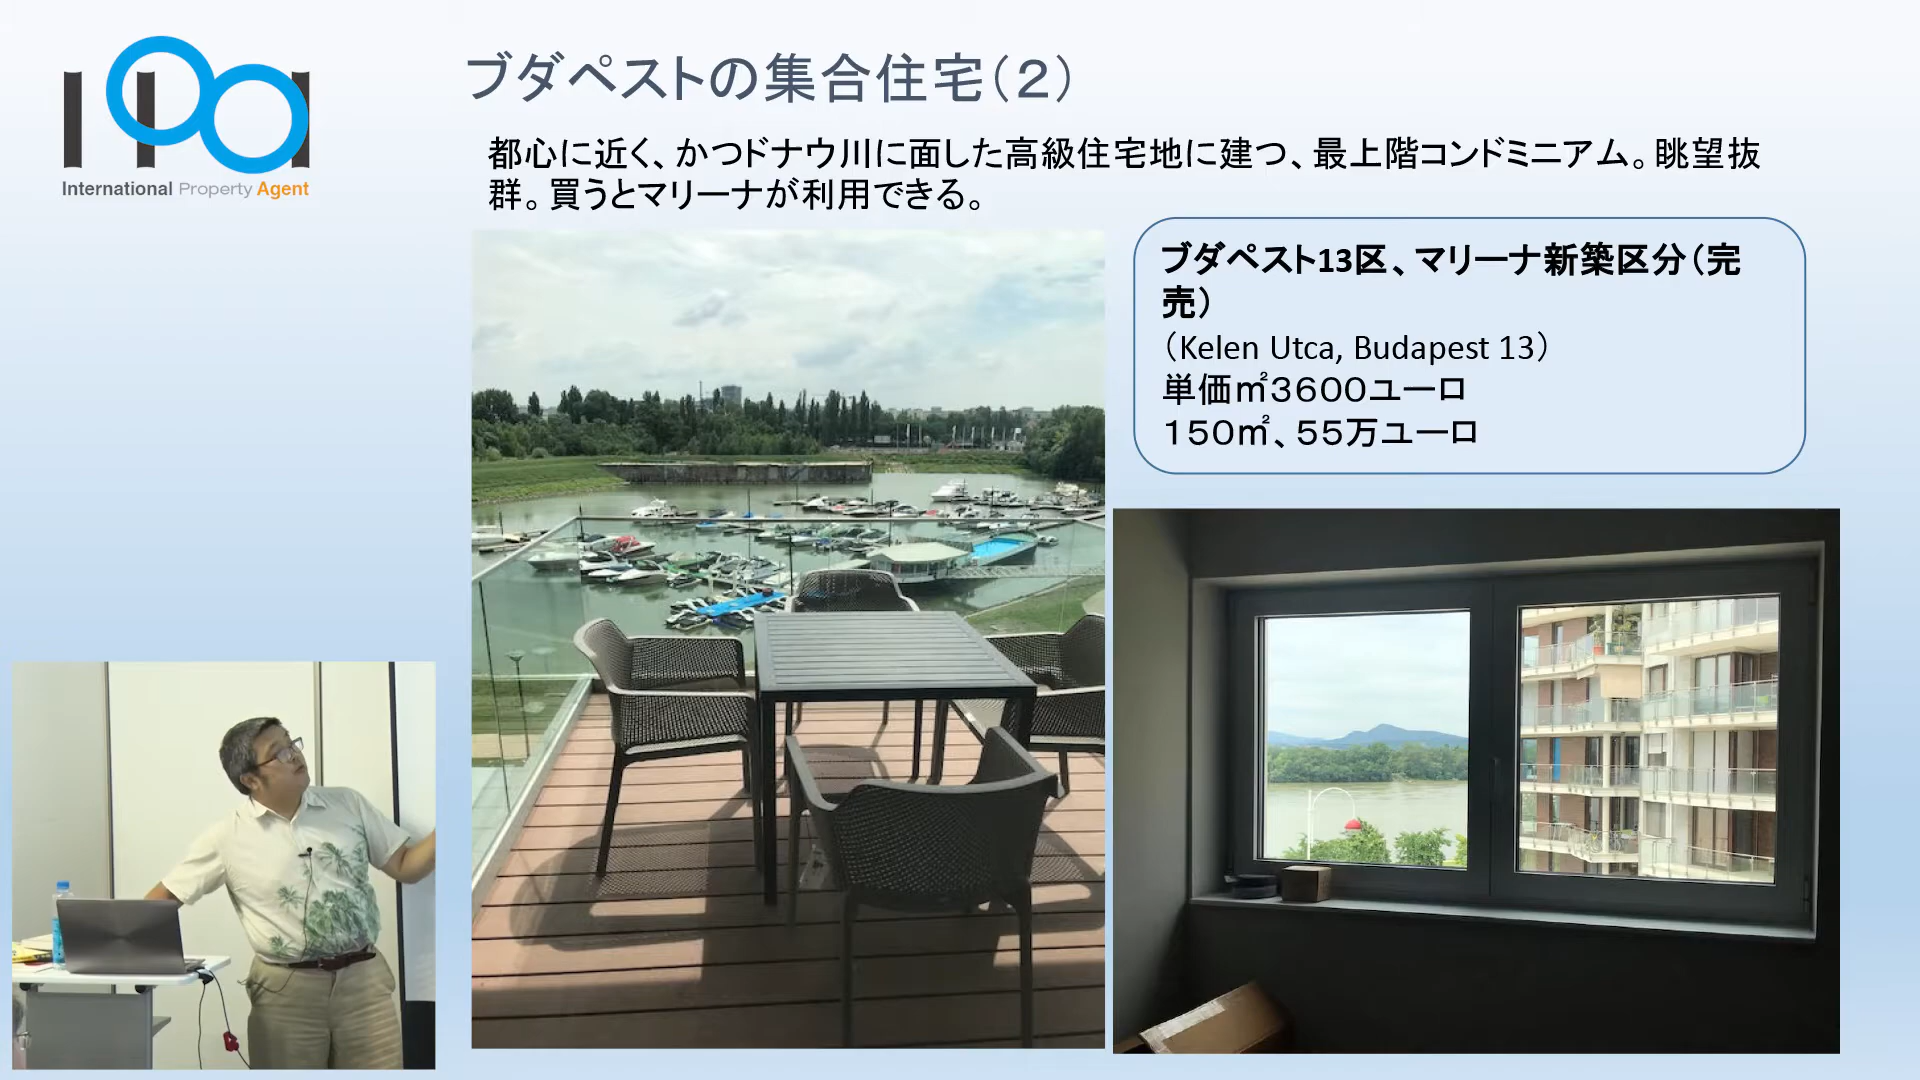 International Property Agent
ブダペストの集合住宅（２）
都心に近く、かつドナウ川に面した高級住宅地に建つ、最上階コンドミニアム。眺望抜
群。買うとマリーナが利用できる。
ブダペスト13区、マリーナ新築区分（完
売）
（Kelen Utca, Budapest 13）
単価㎡３６００ユーロ
１５０㎡、５５万ユーロ